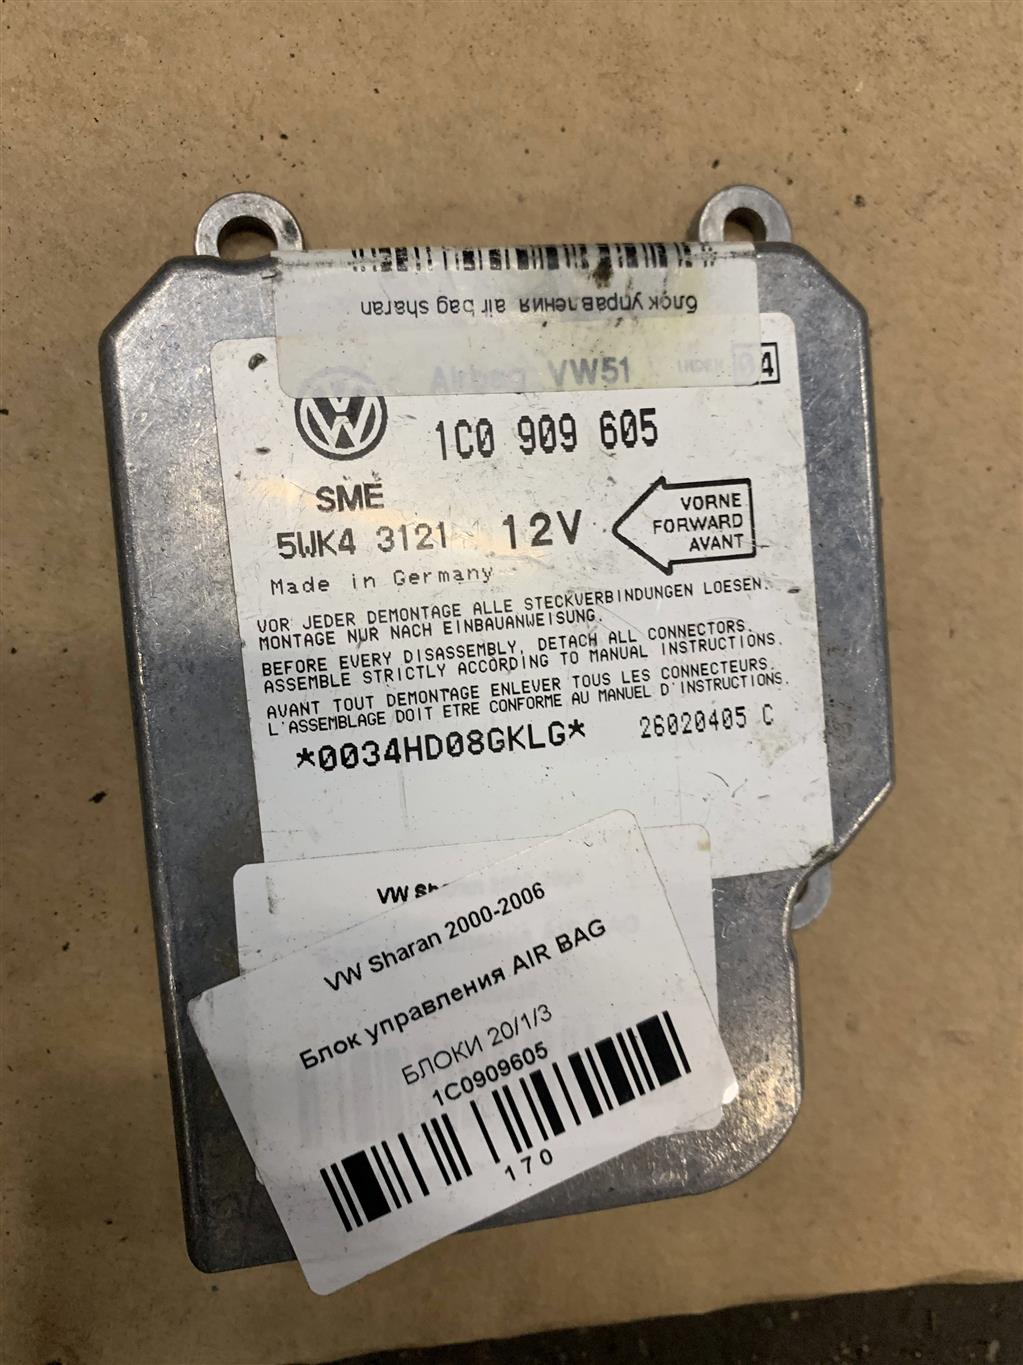 блок управления air bag sharan
Airbag VW51 INDEX 04
1C0 909 605
SME
5WK4 3121 12V
VORNE
FORWARD
AVANT
Made in Germany
VOR JEDER DEMONTAGE ALLE STECKVERBINDUNGEN LOESEN.
MONTAGE NUR NACH EINBAUANWEISUNG.
BEFORE EVERY DISASSEMBLY, DETACH ALL CONNECTORS.
ASSEMBLE STRICTLY ACCORDING TO MANUAL INSTRUCTIONS.
AVANT TOUT DEMONTAGE ENLEVER TOUS LES CONNECTEURS.
L'ASSEMBLAGE DOIT ETRE CONFORME AU MANUEL D'INSTRUCTIONS.
*0034HD08GKLG* 26020405 C
VW
VW Sharan 2000-2006
Блок управления AIR BAG
БЛОКИ 20/1/3
1C0909605
170